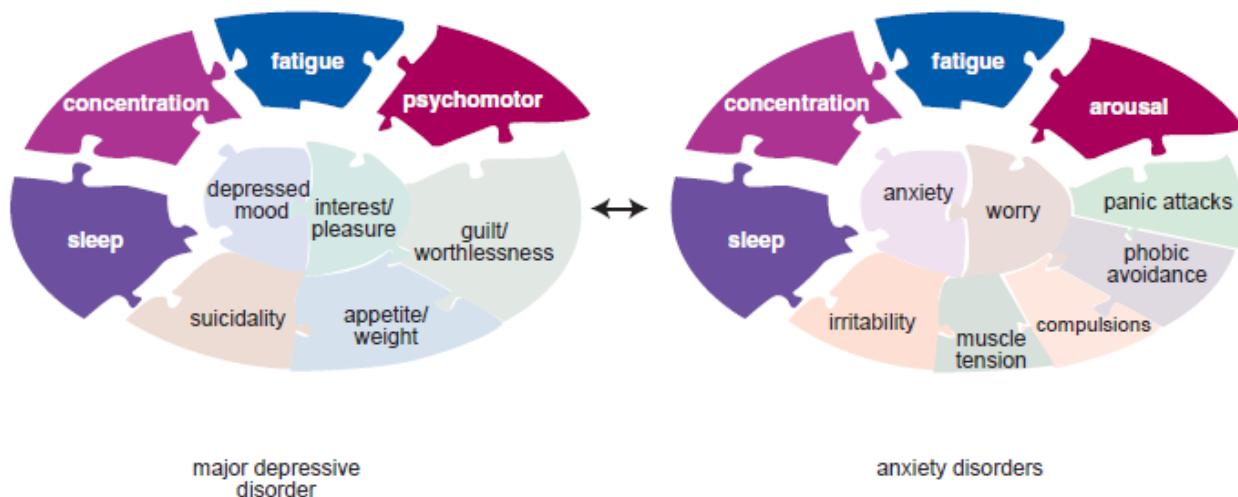 fatigue
concentration
psychomotor
sleep
depressed
mood
interest/
pleasure
guilt/
worthlessness
suicidality
appetite/
weight
major depressive
disorder
fatigue
concentration
arousal
sleep
anxiety
worry
panic attacks
phobic
avoidance
irritability
muscle
tension
compulsions
anxiety disorders